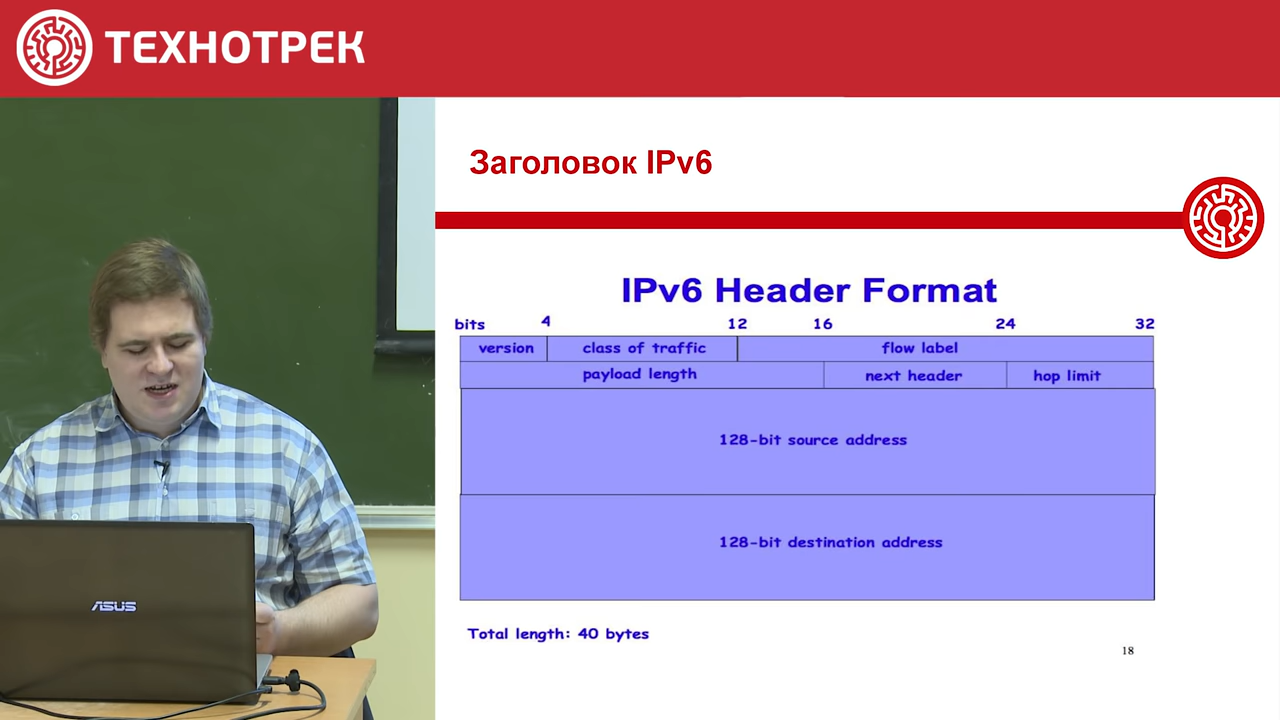 ТЕХНОТРЕК
Заголовок IPv6
IPv6 Header Format
bits 4 12 16 24 32
version class of traffic flow label
payload length next header hop limit
128-bit source address
128-bit destination address
Total length: 40 bytes
18
ASUS